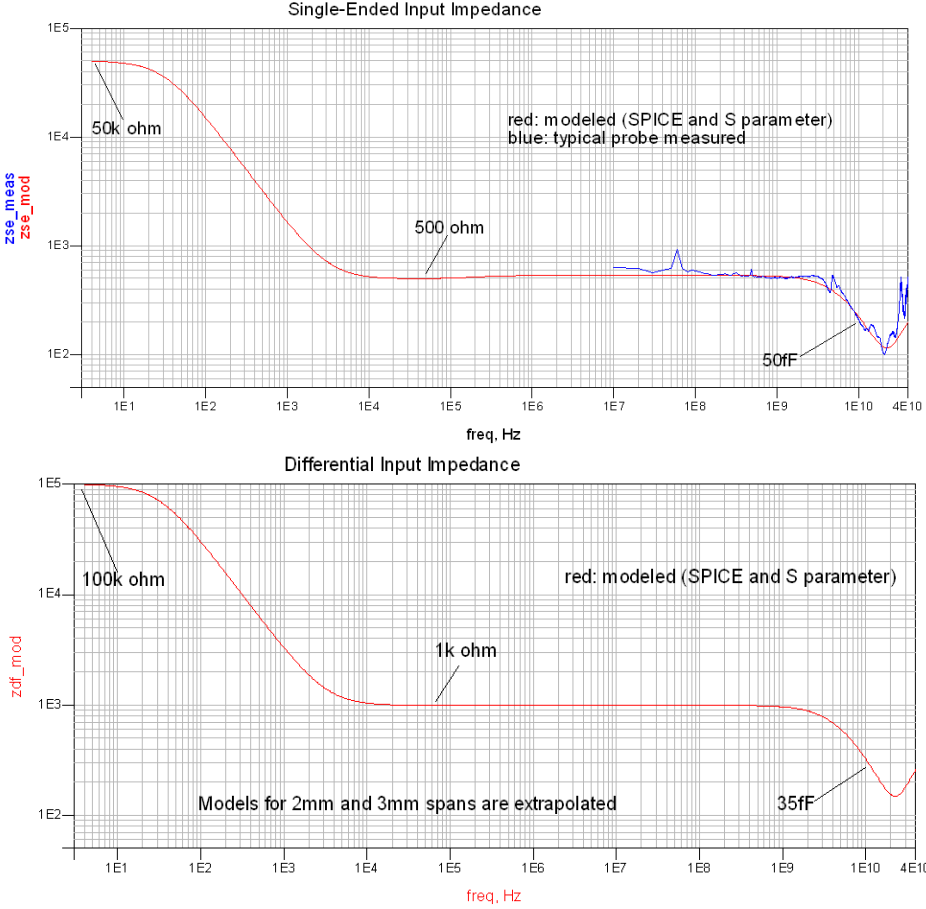 Single-Ended Input Impedance
1E5
50k ohm
1E4
red: modeled (SPICE and S parameter)
blue: typical probe measured
zse_meas
zse_mod
1E3
500 ohm
1E2
50fF
1E1 1E2 1E3 1E4 1E5 1E6 1E7 1E8 1E9 1E10 4E10
freq, Hz
Differential Input Impedance
1E5
100k ohm
red: modeled (SPICE and S parameter)
1E4
zdf_mod
1k ohm
1E3
Models for 2mm and 3mm spans are extrapolated
35fF
1E2
1E1 1E2 1E3 1E4 1E5 1E6 1E7 1E8 1E9 1E10 4E10
freq, Hz